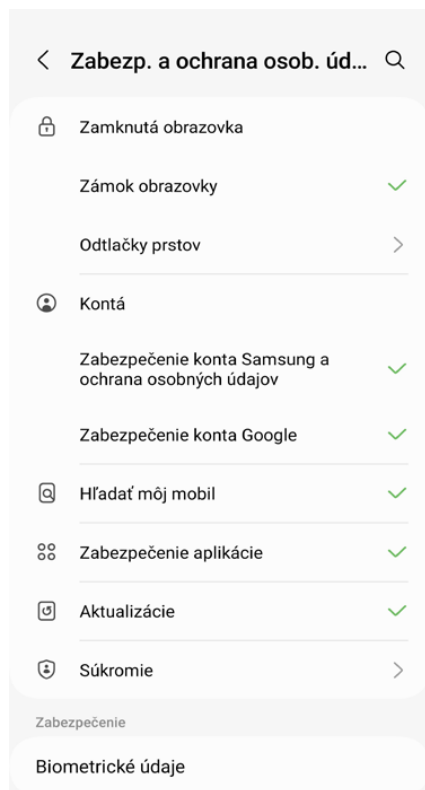 Zabezp. a ochrana osob. úd...
Zamknutá obrazovka
Zámok obrazovky
Odtlačky prstov
Kontá
Zabezpečenie konta Samsung a
ochrana osobných údajov
Zabezpečenie konta Google
Hľadať môj mobil
Zabezpečenie aplikácie
Aktualizácie
Súkromie
Zabezpečenie
Biometrické údaje